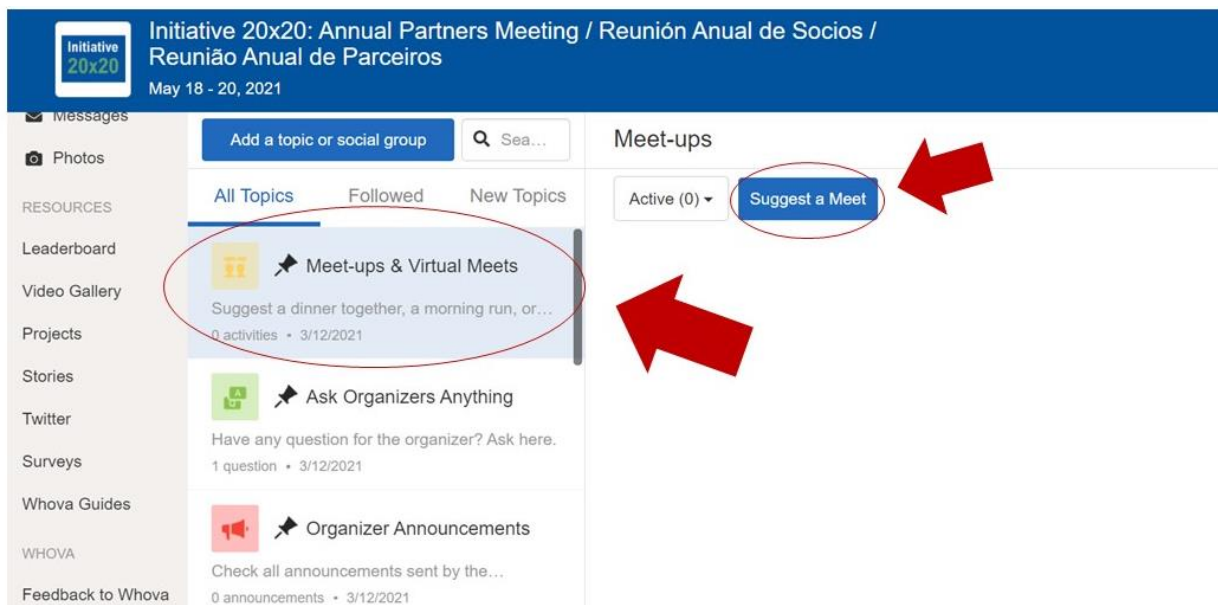 Initiative
20x20
Initiative 20x20: Annual Partners Meeting / Reunión Anual de Socios /
Reunião Anual de Parceiros
May 18 - 20, 2021
Messages
Photos
RESOURCES
Leaderboard
Video Gallery
Projects
Stories
Twitter
Surveys
Whova Guides
WHOVA
Feedback to Whova
Add a topic or social group
Sea...
All Topics Followed New Topics
Meet-ups & Virtual Meets
Suggest a dinner together, a morning run, or...
0 activities • 3/12/2021
Ask Organizers Anything
Have any question for the organizer? Ask here.
1 question • 3/12/2021
Organizer Announcements
Check all announcements sent by the...
0 announcements • 3/12/2021
Meet-ups
Active (0)
Suggest a Meet